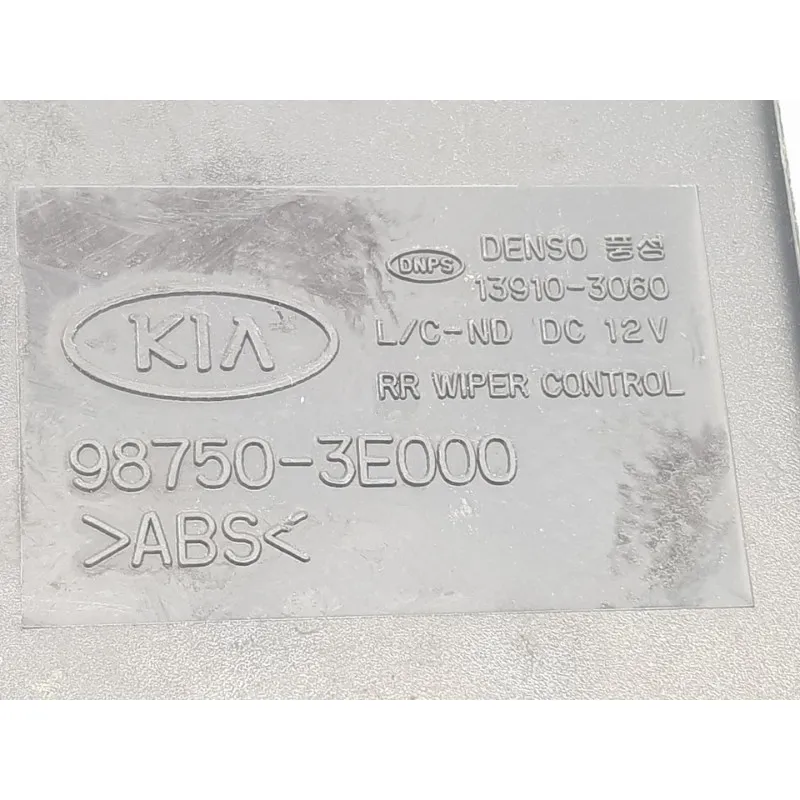 KIA
DNPS DENSO 풍성
13910-3060
L/C-ND DC 12V
RR WIPER CONTROL
98750-3E000
>ABS<